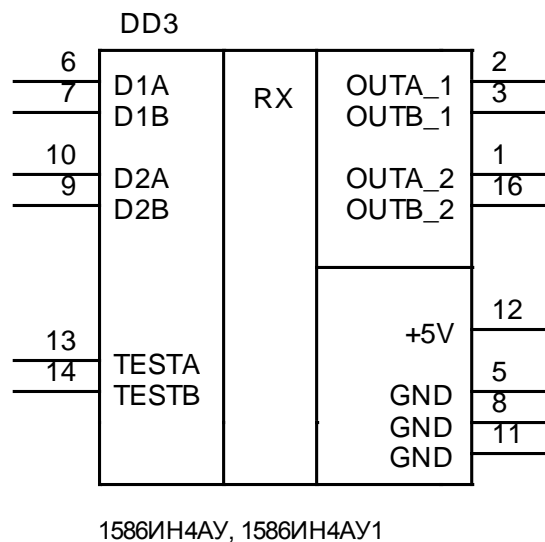 DD3
6 D1A RX OUTA_1 2
7 D1B OUTB_1 3
10 D2A OUTA_2 1
9 D2B OUTB_2 16
+5V 12
13 TESTA
14 TESTB GND 5
GND 8
GND 11
1586ИН4АУ, 1586ИН4АУ1